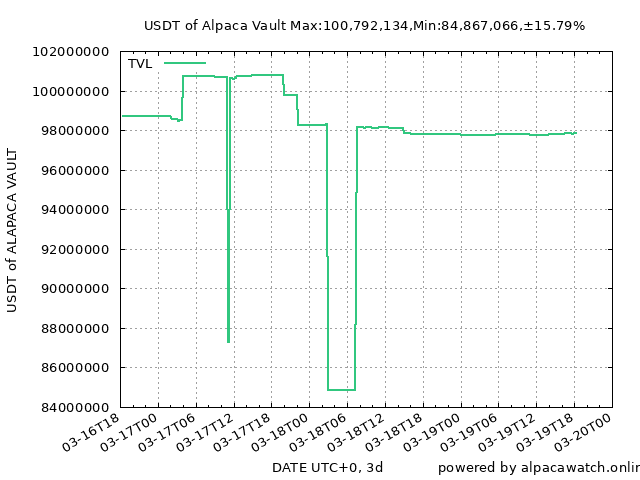 USDT of Alpaca Vault Max:100,792,134,Min:84,867,066,±15.79%
TVL
102000000
100000000
98000000
96000000
94000000
92000000
90000000
88000000
86000000
84000000
USDT of ALAPACA VAULT
03-16T18
03-17T00
03-17T06
03-17T12
03-17T18
03-18T00
03-18T06
03-18T12
03-18T18
03-19T00
03-19T06
03-19T12
03-19T18
03-20T00
DATE UTC+0, 3d
powered by alpacawatch.onlin